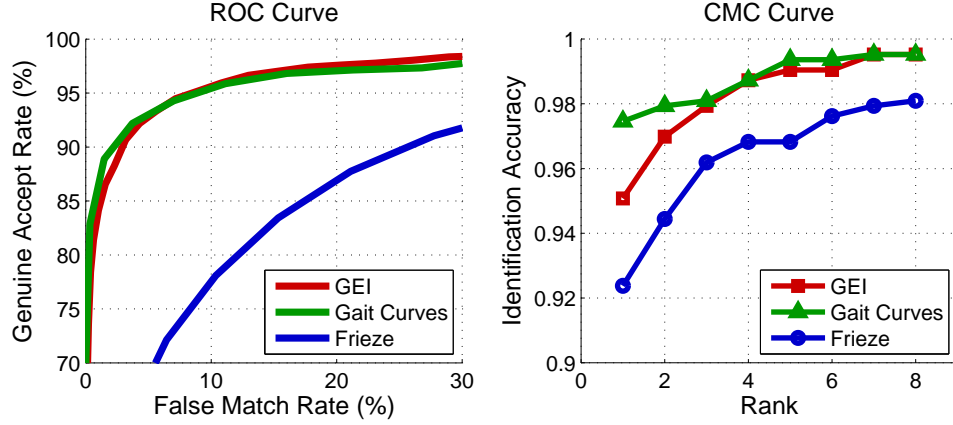 ROC Curve
Genuine Accept Rate (%)
100
95
90
85
80
75
70
0
10
20
30
False Match Rate (%)
GEI
Gait Curves
Frieze
CMC Curve
Identification Accuracy
1
0.98
0.96
0.94
0.92
0.9
0
2
4
6
8
Rank
GEI
Gait Curves
Frieze